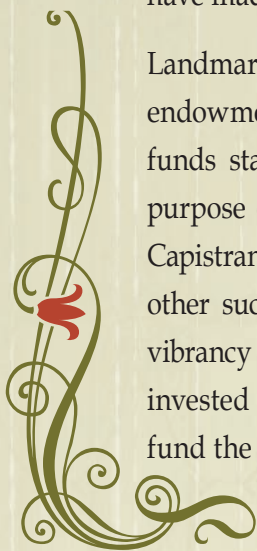 Landmar
endowme
funds sta
purpose
Capistran
other suc
vibrancy
invested
fund the